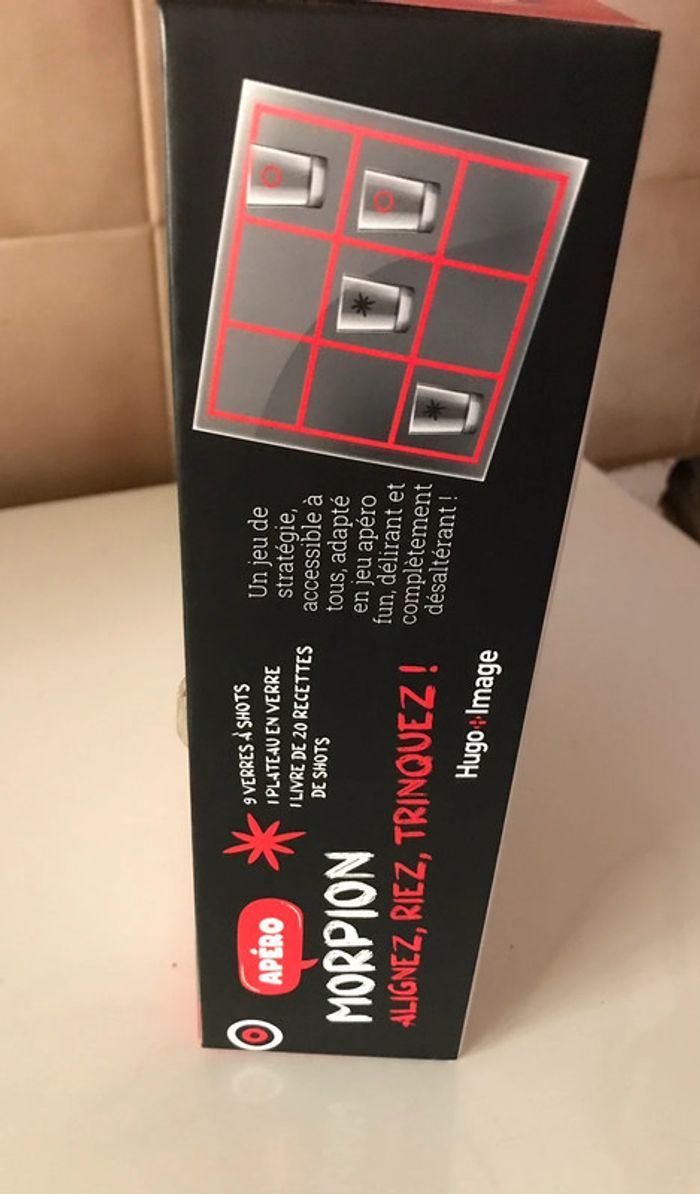 APÉRO
MORPION
ALIGNEZ, RIEZ, TRINQUEZ !
9 VERRES À SHOTS
1 PLATEAU EN VERRE
1 LIVRE DE 20 RECETTES
DE SHOTS
Hugo Image
Un jeu de
stratégie,
accessible à
tous, adapté
en jeu apéro
fun, délirant et
complètement
désaltérant !